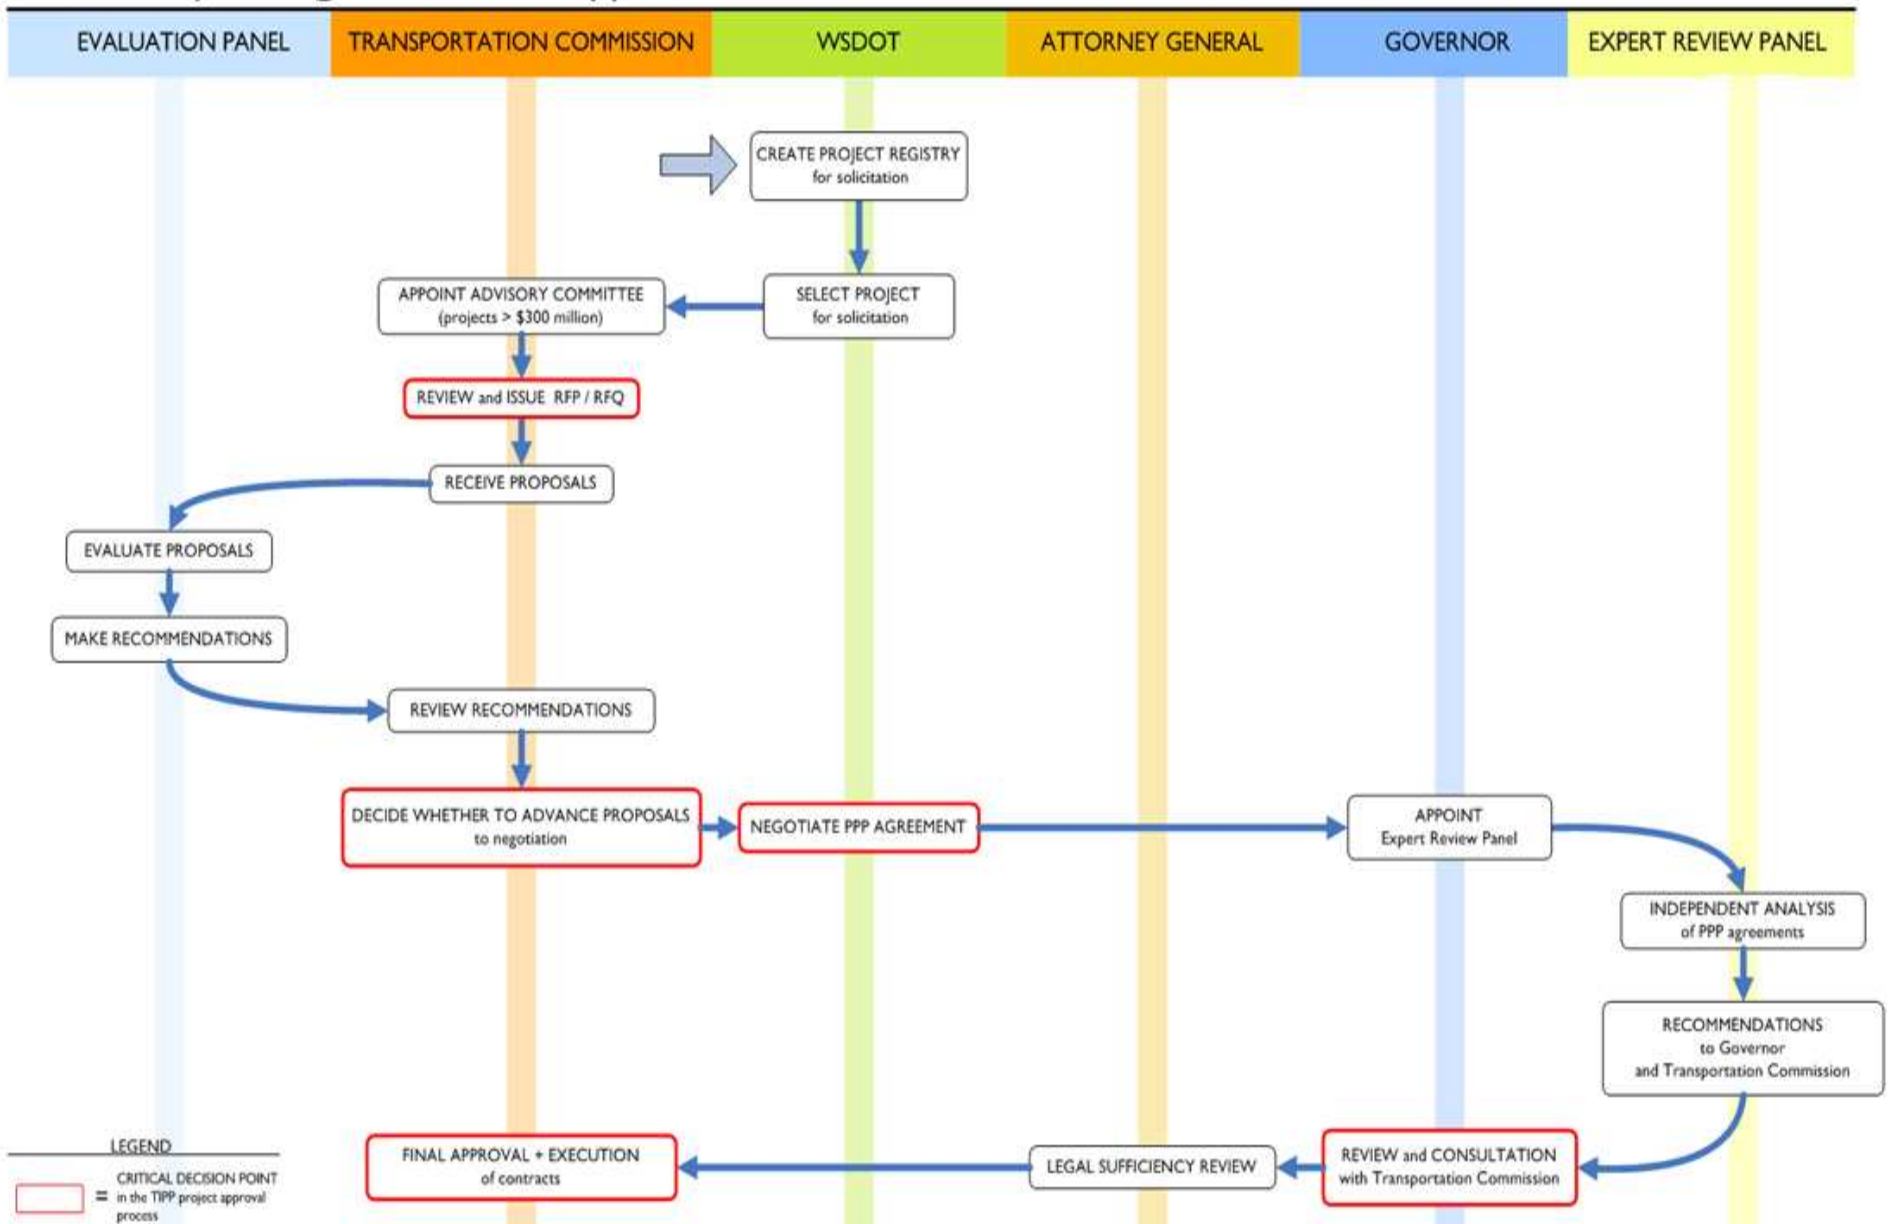 EVALUATION PANEL
TRANSPORTATION COMMISSION
WSDOT
ATTORNEY GENERAL
GOVERNOR
EXPERT REVIEW PANEL
CREATE PROJECT REGISTRY
for solicitation
APPOINT ADVISORY COMMITTEE
(projects > $300 million)
SELECT PROJECT
for solicitation
REVIEW and ISSUE RFP / RFQ
RECEIVE PROPOSALS
EVALUATE PROPOSALS
MAKE RECOMMENDATIONS
REVIEW RECOMMENDATIONS
DECIDE WHETHER TO ADVANCE PROPOSALS
to negotiation
NEGOTIATE PPP AGREEMENT
APPOINT
Expert Review Panel
INDEPENDENT ANALYSIS
of PPP agreements
RECOMMENDATIONS
to Governor
and Transportation Commission
REVIEW and CONSULTATION
with Transportation Commission
LEGAL SUFFICIENCY REVIEW
FINAL APPROVAL + EXECUTION
of contracts
LEGEND
CRITICAL DECISION POINT
= in the TIPP project approval
process